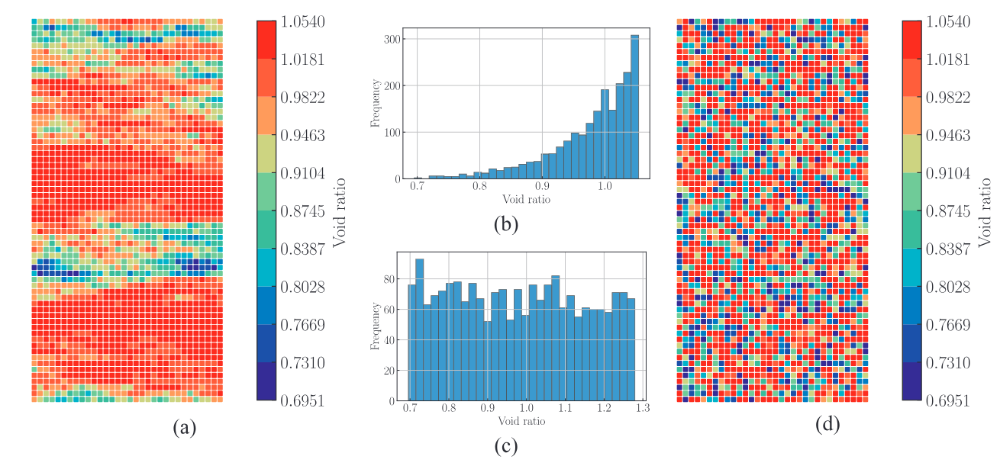 1.0540
1.0181
0.9822
0.9463
0.9104
0.8745
0.8387
0.8028
0.7669
0.7310
0.6951
Void ratio
(a)
300
200
100
0
Frequency
0.7 0.8 0.9 1.0
Void ratio
(b)
80
60
40
20
0
Frequency
0.7 0.8 0.9 1.0 1.1 1.2 1.3
Void ratio
(c)
(d)
1.0540
1.0181
0.9822
0.9463
0.9104
0.8745
0.8387
0.8028
0.7669
0.7310
0.6951
Void ratio